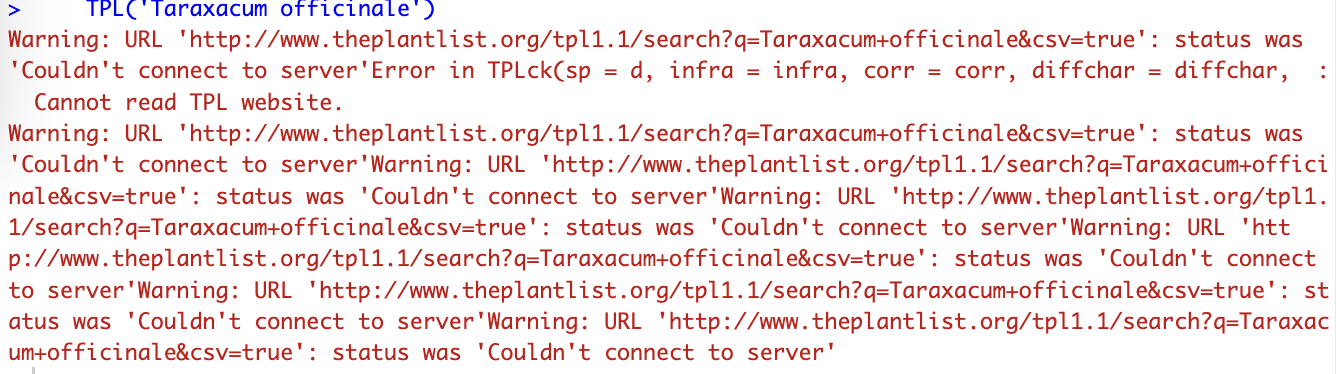 >     TPL('Taraxacum officinale')
Warning: URL 'http://www.theplantlist.org/tpl1.1/search?q=Taraxacum+officinale&csv=true': status was
'Couldn't connect to server'Error in TPLck(sp = d, infra = infra, corr = corr, diffchar = diffchar,  :
  Cannot read TPL website.
Warning: URL 'http://www.theplantlist.org/tpl1.1/search?q=Taraxacum+officinale&csv=true': status was
'Couldn't connect to server'Warning: URL 'http://www.theplantlist.org/tpl1.1/search?q=Taraxacum+offici
nale&csv=true': status was 'Couldn't connect to server'Warning: URL 'http://www.theplantlist.org/tpl1.
1/search?q=Taraxacum+officinale&csv=true': status was 'Couldn't connect to server'Warning: URL 'htt
p://www.theplantlist.org/tpl1.1/search?q=Taraxacum+officinale&csv=true': status was 'Couldn't connect
to server'Warning: URL 'http://www.theplantlist.org/tpl1.1/search?q=Taraxacum+officinale&csv=true': st
atus was 'Couldn't connect to server'Warning: URL 'http://www.theplantlist.org/tpl1.1/search?q=Taraxac
um+officinale&csv=true': status was 'Couldn't connect to server'